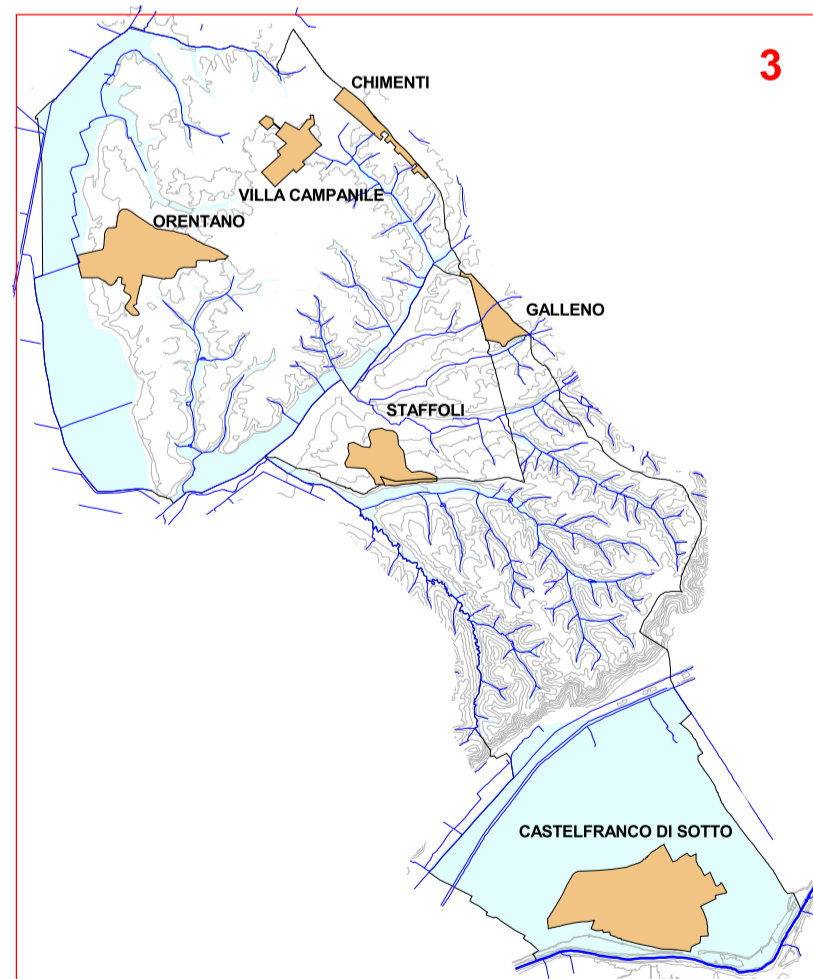 3
CHIMENTI
VILLA CAMPANILE
ORENTANO
GALLENO
STAFFOLI
CASTELFRANCO DI SOTTO